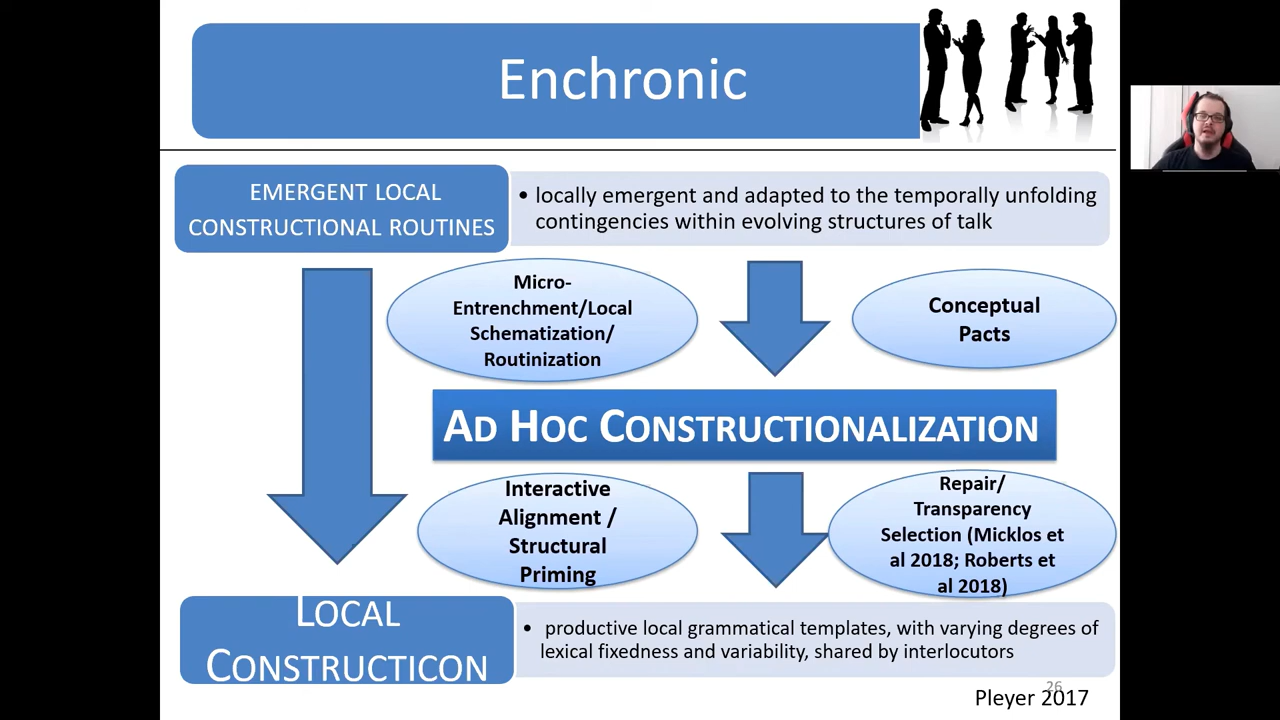 Enchronic
EMERGENT LOCAL
CONSTRUCTIONAL ROUTINES
• locally emergent and adapted to the temporally unfolding
contingencies within evolving structures of talk
Micro-
Entrenchment/Local
Schematization/
Routinization
Conceptual
Pacts
AD HOC CONSTRUCTIONALIZATION
Interactive
Alignment /
Structural
Priming
Repair/
Transparency
Selection (Micklos et
al 2018; Roberts et
al 2018)
LOCAL
CONSTRUCTICON
• productive local grammatical templates, with varying degrees of
lexical fixedness and variability, shared by interlocutors
26
Pleyer 2017